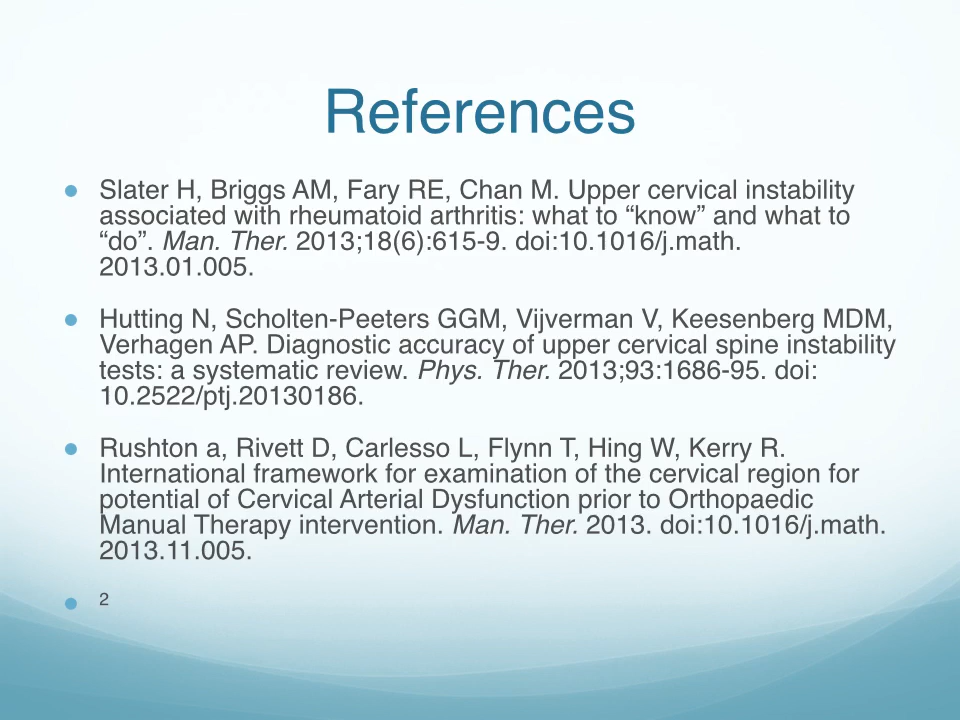 References
● Slater H, Briggs AM, Fary RE, Chan M. Upper cervical instability
associated with rheumatoid arthritis: what to “know” and what to
“do”. Man. Ther. 2013;18(6):615-9. doi:10.1016/j.math.
2013.01.005.
● Hutting N, Scholten-Peeters GGM, Vijverman V, Keesenberg MDM,
Verhagen AP. Diagnostic accuracy of upper cervical spine instability
tests: a systematic review. Phys. Ther. 2013;93:1686-95. doi:
10.2522/ptj.20130186.
● Rushton a, Rivett D, Carlesso L, Flynn T, Hing W, Kerry R.
International framework for examination of the cervical region for
potential of Cervical Arterial Dysfunction prior to Orthopaedic
Manual Therapy intervention. Man. Ther. 2013. doi:10.1016/j.math.
2013.11.005.
● 2